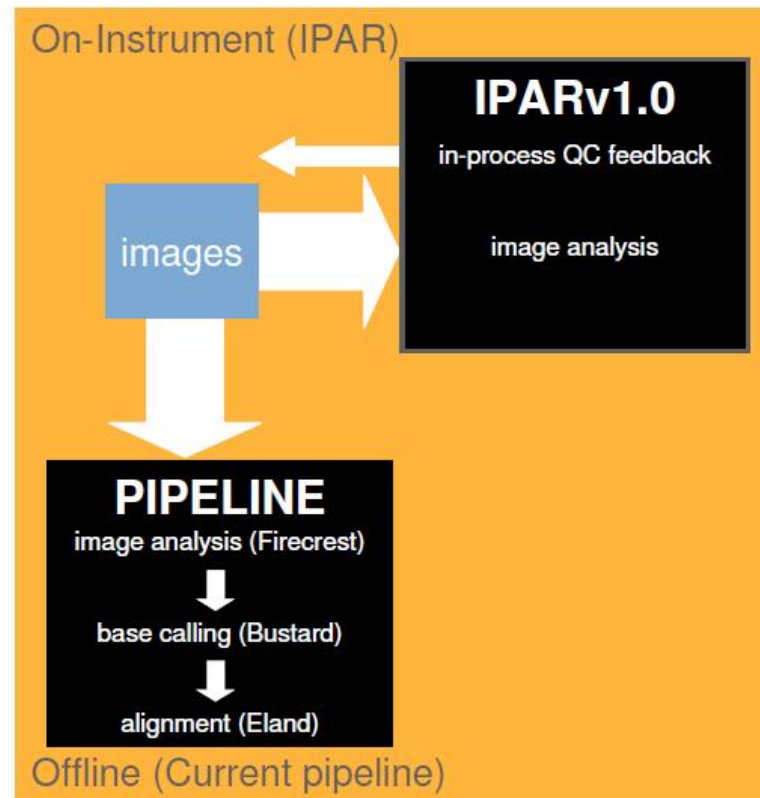 On-Instrument (IPAR)
IPARv1.0
in-process QC feedback
image analysis
images
PIPELINE
image analysis (Firecrest)
base calling (Bustard)
alignment (Eland)
Offline (Current pipeline)